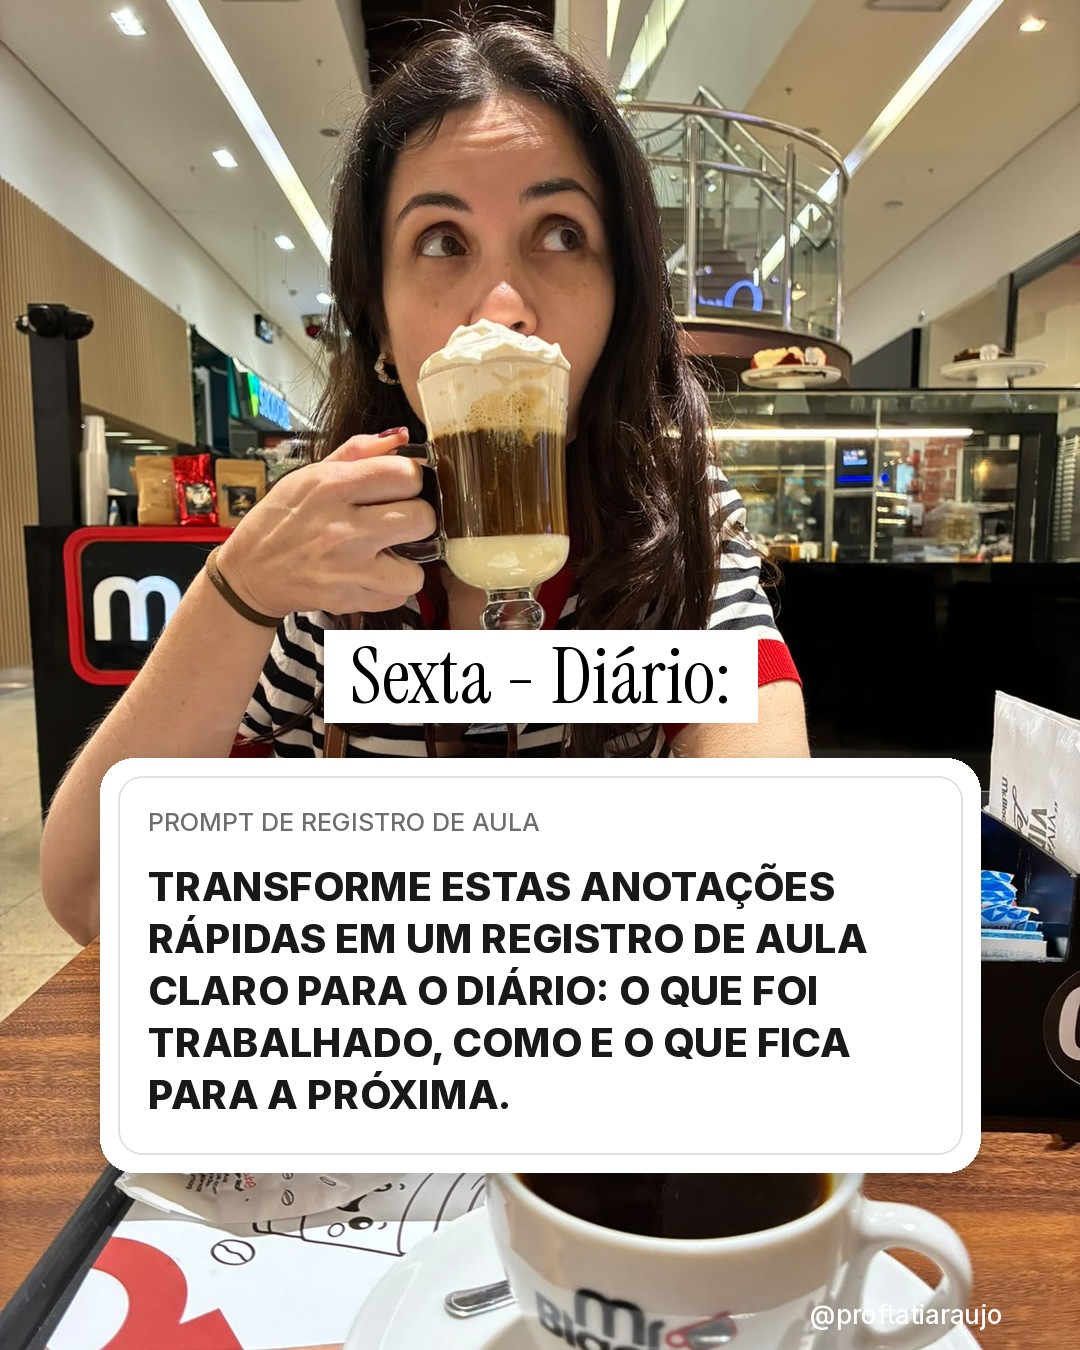 Sexta - Diário:
PROMPT DE REGISTRO DE AULA
TRANSFORME ESTAS ANOTAÇÕES
RÁPIDAS EM UM REGISTRO DE AULA
CLARO PARA O DIÁRIO: O QUE FOI
TRABALHADO, COMO E O QUE FICA
PARA A PRÓXIMA.
Mr
@proftatiaraujo